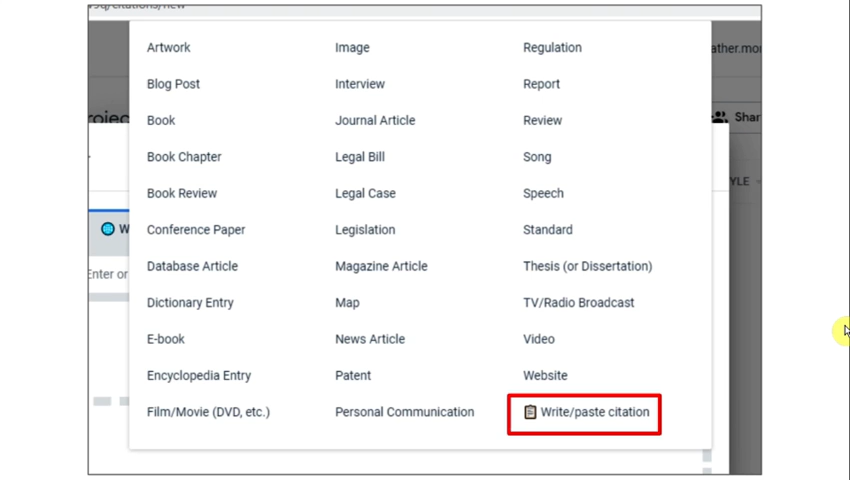 Artwork
Blog Post
Book
Book Chapter
Book Review
Conference Paper
Database Article
Dictionary Entry
E-book
Encyclopedia Entry
Film/Movie (DVD, etc.)
Image
Interview
Journal Article
Legal Bill
Legal Case
Legislation
Magazine Article
Map
News Article
Patent
Personal Communication
Regulation
Report
Review
Song
Speech
Standard
Thesis (or Dissertation)
TV/Radio Broadcast
Video
Website
Write/paste citation
Enter or